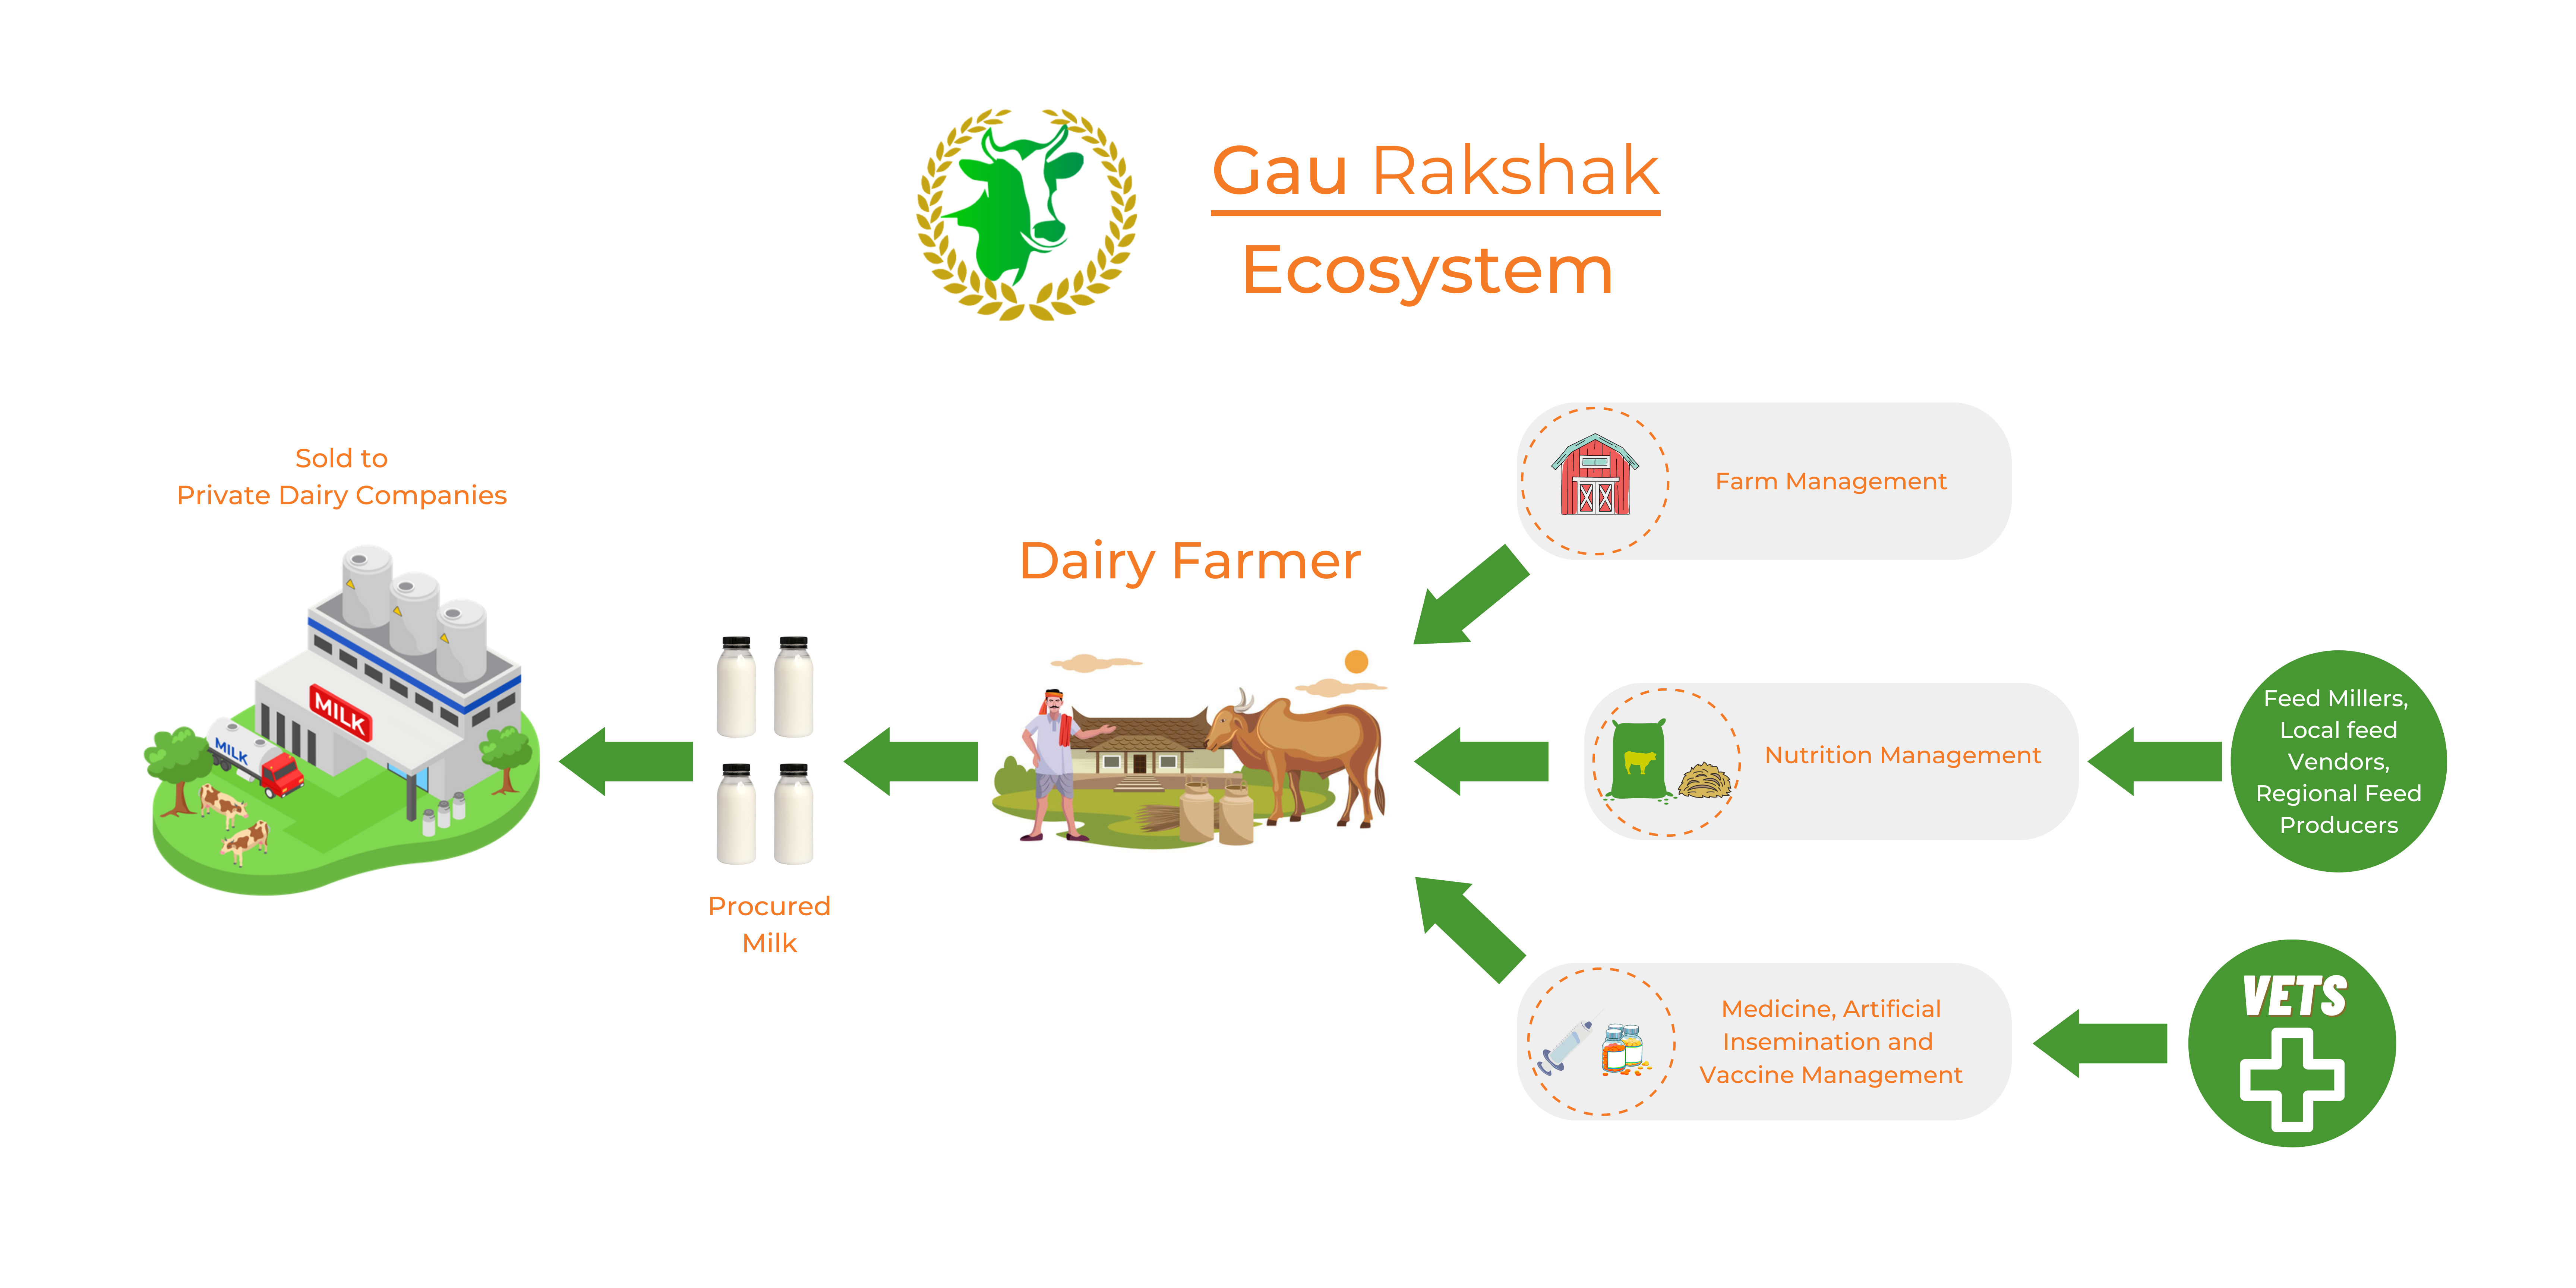 Gau Rakshak
Ecosystem
Sold to
Private Dairy Companies
MILK
MILK
Procured
Milk
Dairy Farmer
Farm Management
Nutrition Management
Medicine, Artificial
Insemination and
Vaccine Management
Feed Millers,
Local feed
Vendors,
Regional Feed
Producers
VETS